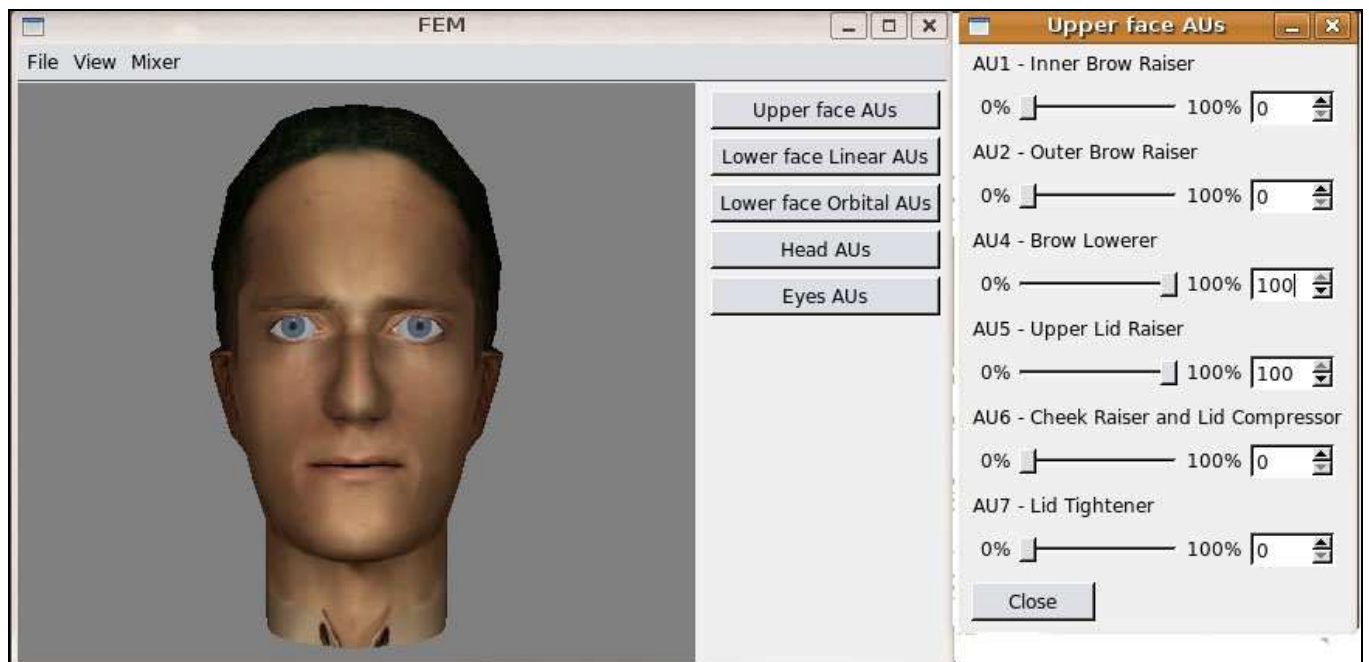 FEM
File View Mixer
Upper face AUs
Lower face Linear AUs
Lower face Orbital AUs
Head AUs
Eyes AUs
Upper face AUs
AU1 - Inner Brow Raiser
0% 100% 0
AU2 - Outer Brow Raiser
0% 100% 0
AU4 - Brow Lowerer
0% 100% 100
AU5 - Upper Lid Raiser
0% 100% 100
AU6 - Cheek Raiser and Lid Compressor
0% 100% 0
AU7 - Lid Tightener
0% 100% 0
Close